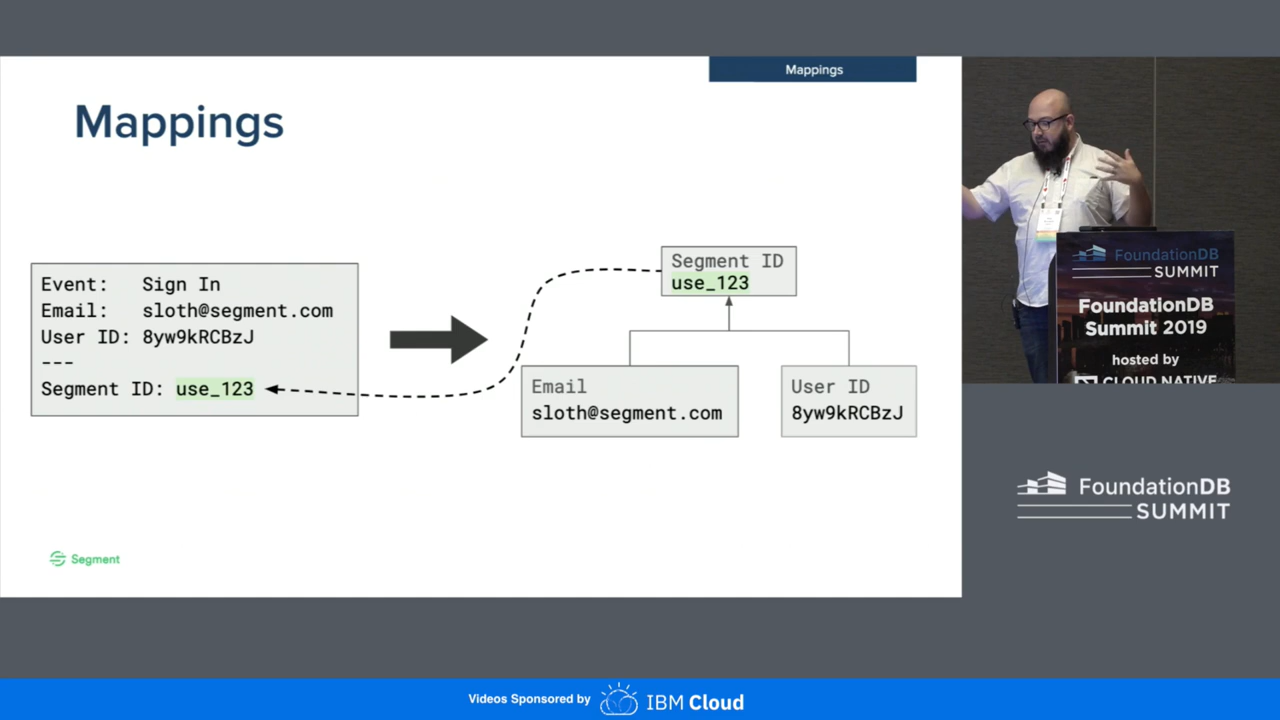 Mappings
Mappings
Event: Sign In
Email: sloth@segment.com
User ID: 8yw9kRCBzJ
---
Segment ID: use_123
Segment ID
use_123
Email
sloth@segment.com
User ID
8yw9kRCBzJ
Segment
FoundationDB
SUMMIT
FoundationDB
Summit 2019
hosted by
CLOUD NATIVE
FoundationDB
SUMMIT
Videos Sponsored by IBM Cloud